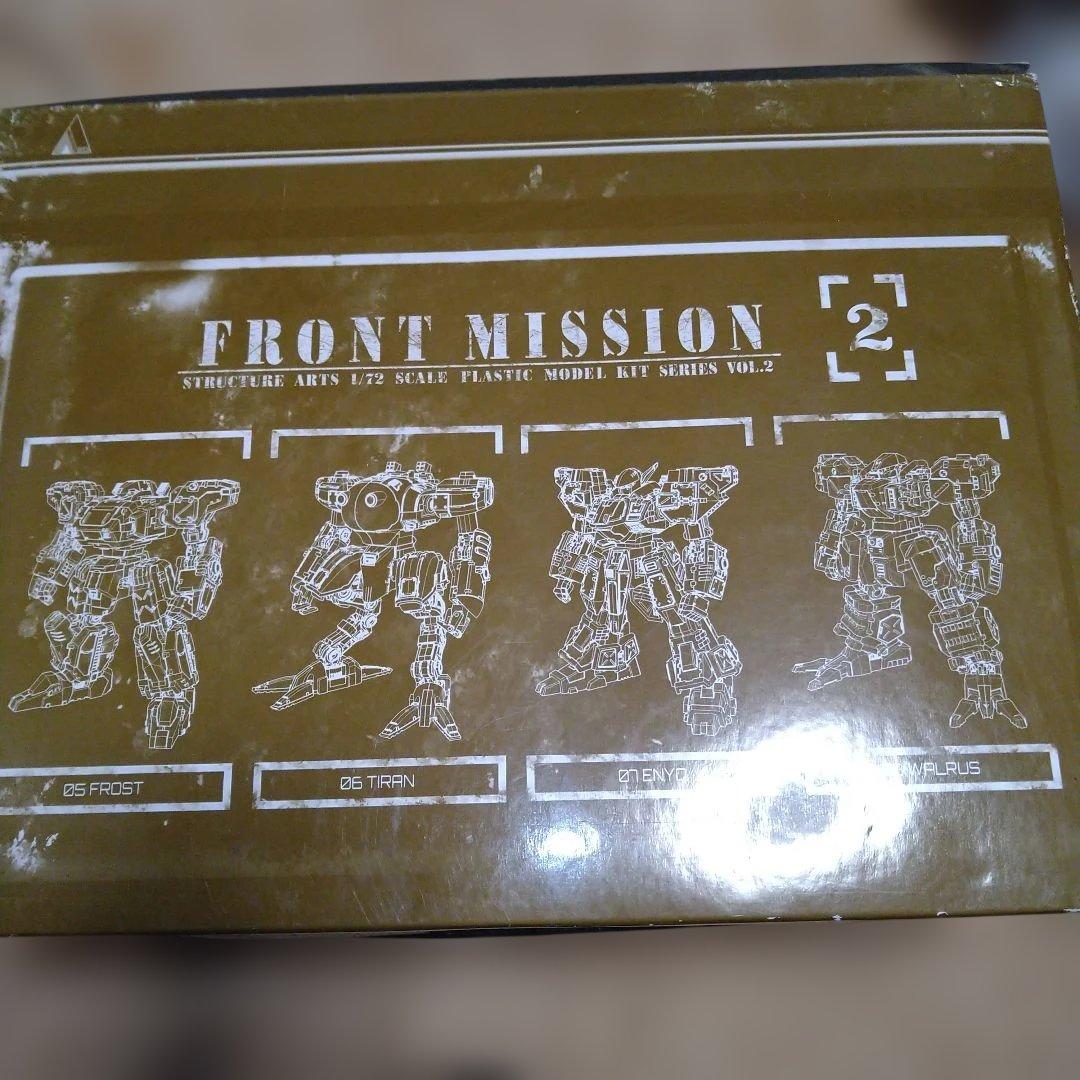 FRONT MISSION
STRUCTURE ARTS 1/72 SCALE PLASTIC MODEL KIT SERIES VOL.2
2
05 FROST
06 TIRAN
07 ENYO
WALRUS